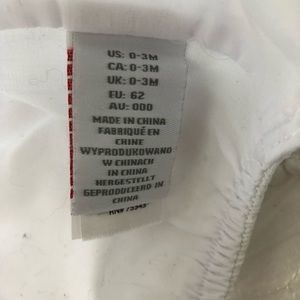 US: 0-3M
CA: 0-3M
UK: 0-3M
EU: 62
AU: 000
MADE IN CHINA
FABRIQUÉ EN
CHINE
WYPRODUKOWANO
W CHINACH
IN CHINA
HERGESTELLT
GEPRODUCEERD IN
CHINA